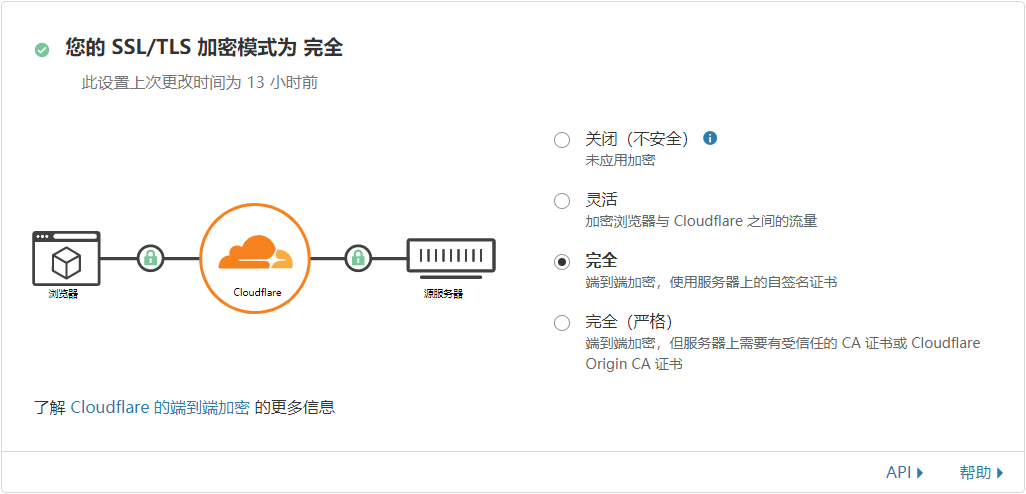 您的 SSL/TLS 加密模式为 完全
此设置上次更改时间为 13 小时前
浏览器
Cloudflare
源服务器
关闭（不安全）
未应用加密
灵活
加密浏览器与 Cloudflare 之间的流量
完全
端到端加密，使用服务器上的自签名证书
完全（严格）
端到端加密，但服务器上需要有受信任的 CA 证书或 Cloudflare
Origin CA 证书
了解 Cloudflare 的端到端加密 的更多信息
API
帮助